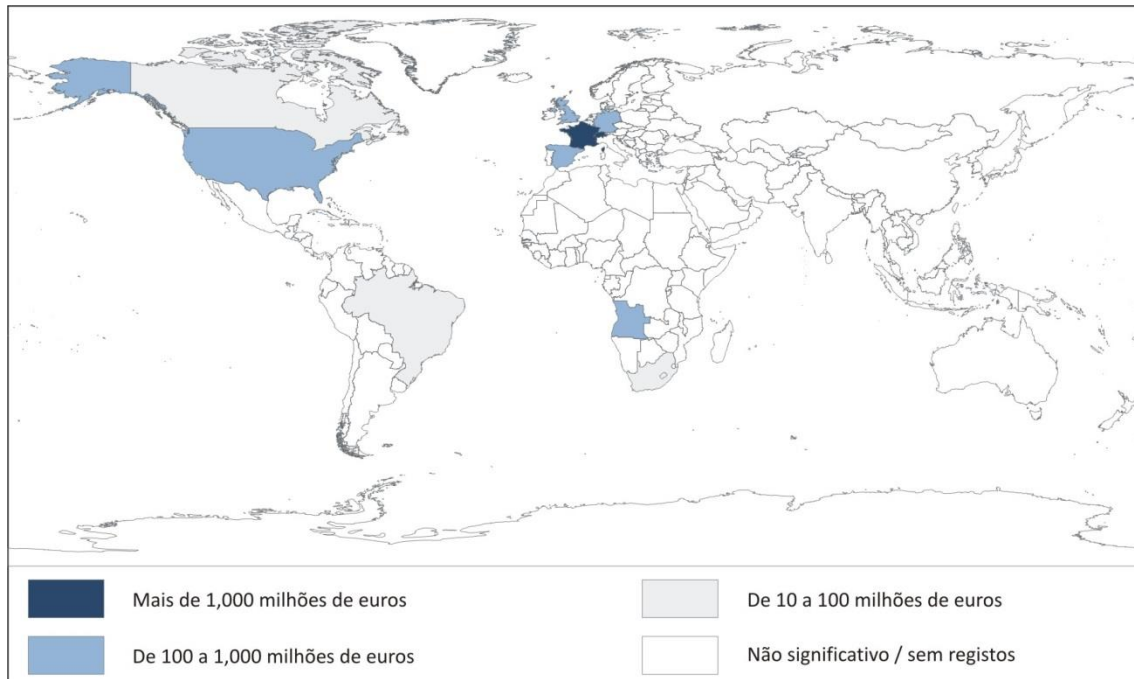 Mais de 1,000 milhões de euros
De 100 a 1,000 milhões de euros
De 10 a 100 milhões de euros
Não significativo / sem registos